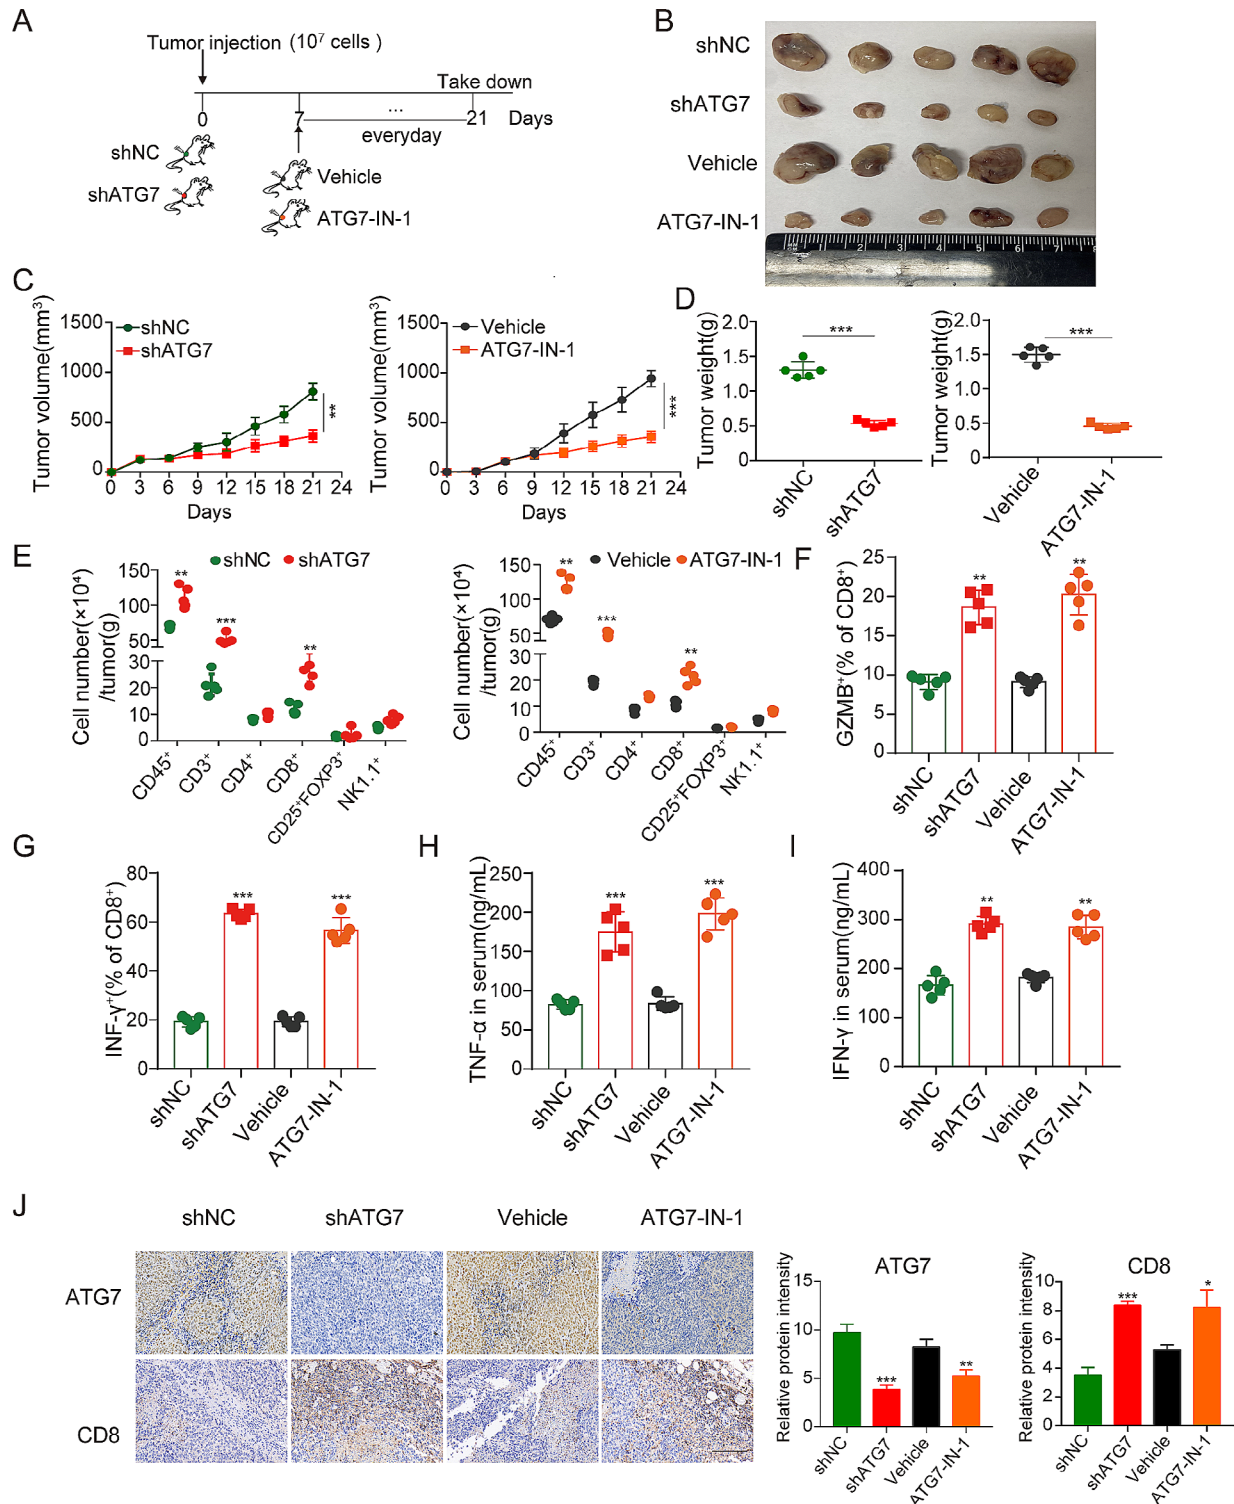 A
Tumor injection (10⁷ cells )
Take down
0
7
...
21
Days
everyday
shNC
shATG7
Vehicle
ATG7-IN-1
B
shNC
shATG7
Vehicle
ATG7-IN-1
1 2 3 4 5 6 7 8
C
Tumor volume(mm³)
1500
1000
500
0
shNC
shATG7
**
0 3 6 9 12 15 18 21 24
Days
Tumor volume(mm³)
1500
1000
500
0
Vehicle
ATG7-IN-1
***
0 3 6 9 12 15 18 21 24
Days
D
Tumor weight(g)
2.0
1.5
1.0
0.5
0.0
***
shNC
shATG7
Tumor weight(g)
2.0
1.5
1.0
0.5
0.0
***
Vehicle
ATG7-IN-1
E
Cell number(×10⁴)
/tumor(g)
shNC
shATG7
150
100
50
30
20
10
0
**
***
**
CD45⁺
CD3⁺
CD4⁺
CD8⁺
CD25⁺FOXP3⁺
NK1.1⁺
Cell number(×10⁴)
/tumor(g)
Vehicle
ATG7-IN-1
150
100
50
30
20
10
0
**
***
**
CD45⁺
CD3⁺
CD4⁺
CD8⁺
CD25⁺FOXP3⁺
NK1.1⁺
F
GZMB⁺(% of CD8⁺)
25
20
15
10
5
0
**
**
shNC
shATG7
Vehicle
ATG7-IN-1
G
INF-γ⁺(% of CD8⁺)
80
60
40
20
0
***
***
shNC
shATG7
Vehicle
ATG7-IN-1
H
TNF-α in serum(ng/mL)
250
200
150
100
50
0
***
***
shNC
shATG7
Vehicle
ATG7-IN-1
I
IFN-γ in serum(ng/mL)
400
300
200
100
0
**
**
shNC
shATG7
Vehicle
ATG7-IN-1
J
shNC
shATG7
Vehicle
ATG7-IN-1
ATG7
CD8
ATG7
Relative protein intensity
15
10
5
0
***
**
shNC
shATG7
Vehicle
ATG7-IN-1
CD8
Relative protein intensity
10
8
6
4
2
0
***
*
shNC
shATG7
Vehicle
ATG7-IN-1